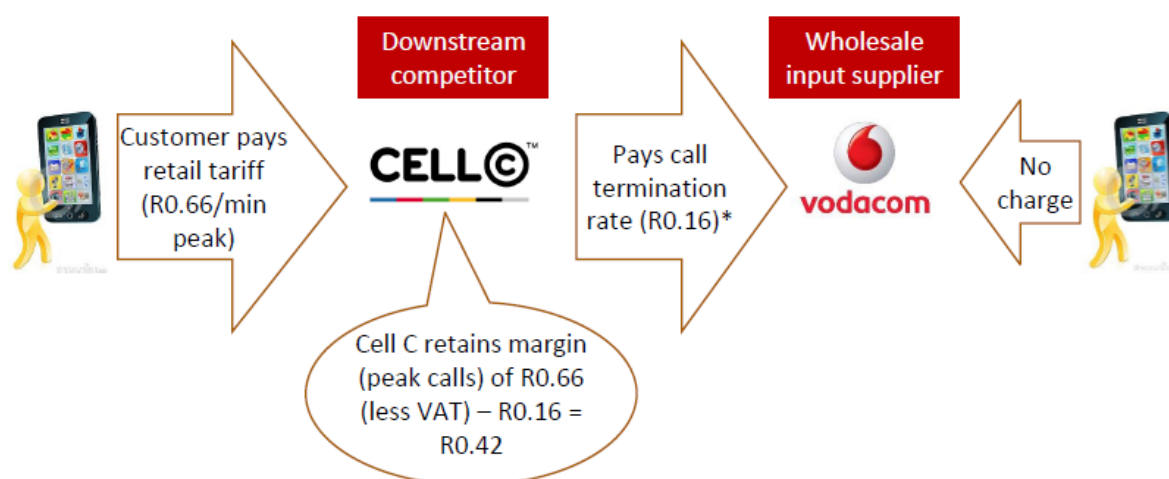 Downstream
competitor
Wholesale
input supplier
Customer pays
retail tariff
(R0.66/min
peak)
CELL C™
Pays call
termination
rate (R0.16)*
vodacom
No
charge
Cell C retains margin
(peak calls) of R0.66
(less VAT) – R0.16 =
R0.42